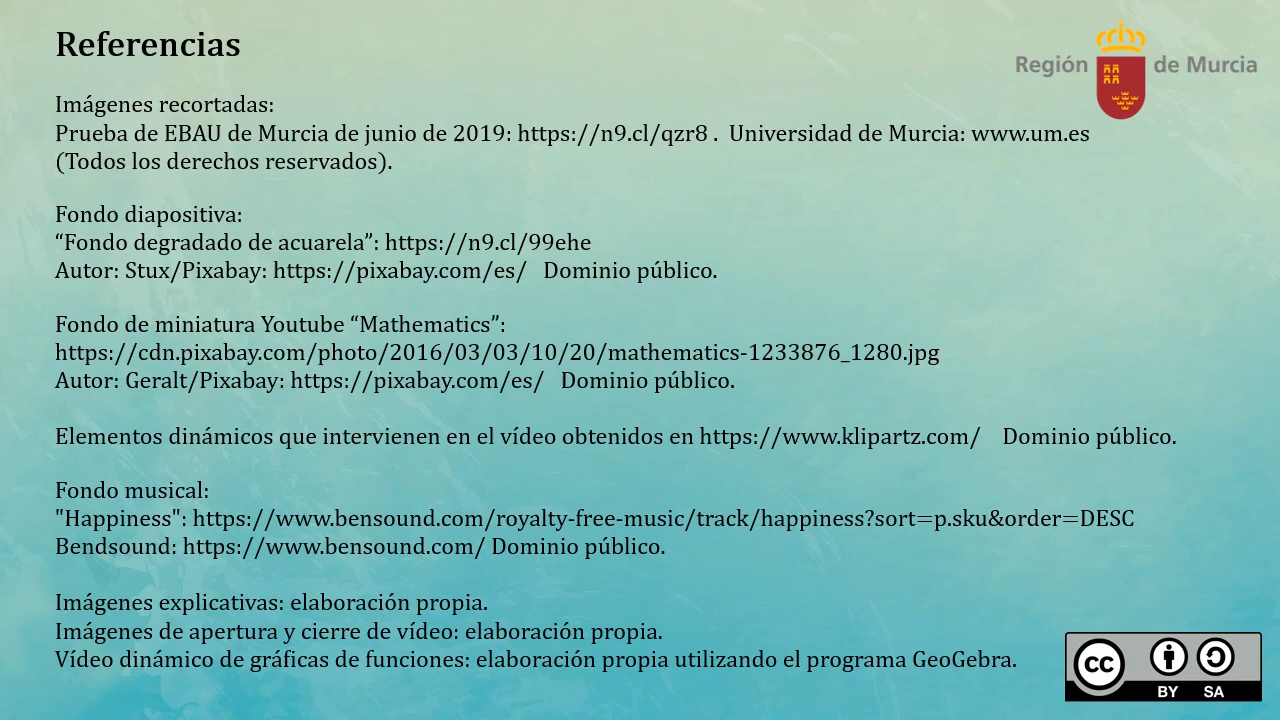 Referencias
Región de Murcia
Imágenes recortadas:
Prueba de EBAU de Murcia de junio de 2019: https://n9.cl/qzr8 .  Universidad de Murcia: www.um.es
(Todos los derechos reservados).
Fondo diapositiva:
“Fondo degradado de acuarela”: https://n9.cl/99ehe
Autor: Stux/Pixabay: https://pixabay.com/es/   Dominio público.
Fondo de miniatura Youtube “Mathematics”:
https://cdn.pixabay.com/photo/2016/03/03/10/20/mathematics-1233876_1280.jpg
Autor: Geralt/Pixabay: https://pixabay.com/es/   Dominio público.
Elementos dinámicos que intervienen en el vídeo obtenidos en https://www.klipartz.com/    Dominio público.
Fondo musical:
"Happiness": https://www.bensound.com/royalty-free-music/track/happiness?sort=p.sku&order=DESC
Bendsound: https://www.bensound.com/ Dominio público.
Imágenes explicativas: elaboración propia.
Imágenes de apertura y cierre de vídeo: elaboración propia.
Vídeo dinámico de gráficas de funciones: elaboración propia utilizando el programa GeoGebra.
cc
BY SA